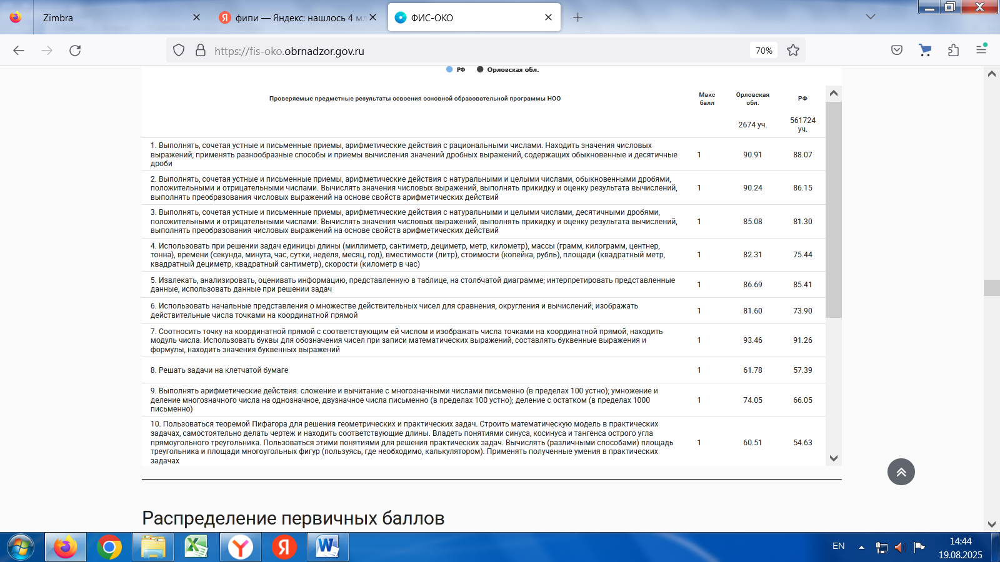 Zimbra
фипи — Яндекс: нашлось 4 мл
ФИС-ОКО
https://fis-oko.obrnadzor.gov.ru
70%
РФ Орловская обл.
Проверяемые предметные результаты освоения основной образовательной программы НОО
Макс балл
Орловская обл.
РФ
2674 уч.
561724 уч.
1. Выполнять, сочетая устные и письменные приемы, арифметические действия с рациональными числами. Находить значения числовых
выражений; применять разнообразные способы и приемы вычисления значений дробных выражений, содержащих обыкновенные и десятичные
дроби
1 90.91 88.07
2. Выполнять, сочетая устные и письменные приемы, арифметические действия с натуральными и целыми числами, обыкновенными дробями,
положительными и отрицательными числами. Вычислять значения числовых выражений, выполнять прикидку и оценку результата вычислений,
выполнять преобразования числовых выражений на основе свойств арифметических действий
1 90.24 86.15
3. Выполнять, сочетая устные и письменные приемы, арифметические действия с натуральными и целыми числами, десятичными дробями,
положительными и отрицательными числами. Вычислять значения числовых выражений, выполнять прикидку и оценку результата вычислений,
выполнять преобразования числовых выражений на основе свойств арифметических действий
1 85.08 81.30
4. Использовать при решении задач единицы длины (миллиметр, сантиметр, дециметр, метр, километр), массы (грамм, килограмм, центнер,
тонна), времени (секунда, минута, час, сутки, неделя, месяц, год), вместимости (литр), стоимости (копейка, рубль), площади (квадратный метр,
квадратный дециметр, квадратный сантиметр), скорости (километр в час)
1 82.31 75.44
5. Извлекать, анализировать, оценивать информацию, представленную в таблице, на столбчатой диаграмме; интерпретировать представленные
данные, использовать данные при решении задач
1 86.69 85.41
6. Использовать начальные представления о множестве действительных чисел для сравнения, округления и вычислений; изображать
действительные числа точками на координатной прямой
1 81.60 73.90
7. Соотносить точку на координатной прямой с соответствующим ей числом и изображать числа точками на координатной прямой, находить
модуль числа. Использовать буквы для обозначения чисел при записи математических выражений, составлять буквенные выражения и
формулы, находить значения буквенных выражений
1 93.46 91.26
8. Решать задачи на клетчатой бумаге
1 61.78 57.39
9. Выполнять арифметические действия: сложение и вычитание с многозначными числами письменно (в пределах 100 устно); умножение и
деление многозначного числа на однозначное, двузначное числа письменно (в пределах 100 устно); деление с остатком (в пределах 1000
письменно)
1 74.05 66.05
10. Пользоваться теоремой Пифагора для решения геометрических и практических задач. Строить математическую модель в практических
задачах, самостоятельно делать чертеж и находить соответствующие длины. Владеть понятиями синуса, косинуса и тангенса острого угла
прямоугольного треугольника. Пользоваться этими понятиями для решения практических задач. Вычислять (различными способами) площадь
треугольника и площади многоугольных фигур (пользуясь, где необходимо, калькулятором). Применять полученные умения в практических
задачах
1 60.51 54.63
Распределение первичных баллов
EN
14:44
19.08.2025